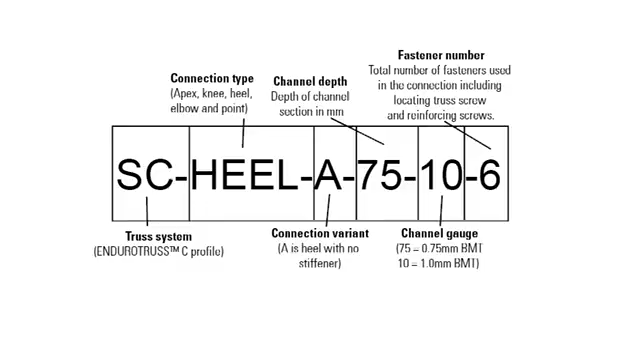 Fastener number
Total number of fasteners used
in the connection including
locating truss screw
and reinforcing screws.
Connection type
(Apex, knee, heel,
elbow and point)
Channel depth
Depth of channel
section in mm
SC-HEEL-A-75-10-6
Truss system
(ENDUROTRUSS™ C profile)
Connection variant
(A is heel with no
stiffener)
Channel gauge
(75 = 0.75mm BMT
10 = 1.0mm BMT)